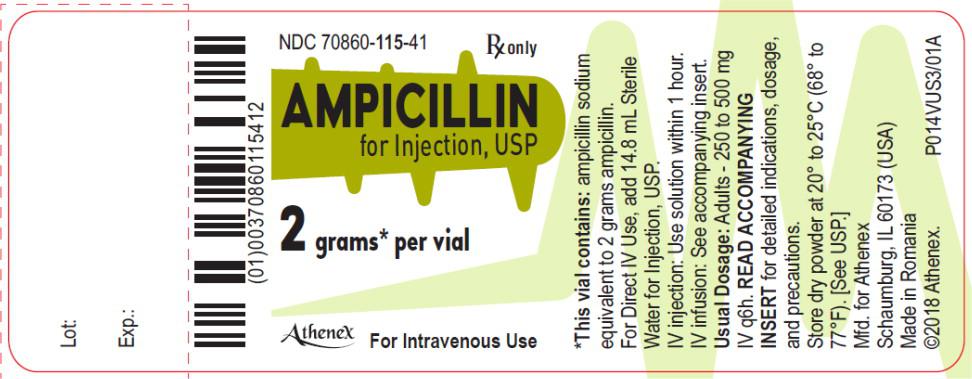 Lot:
Exp.:
(01)00370860115412
NDC 70860-115-41
Rx only
AMPICILLIN
for Injection, USP
2 grams* per vial
Athenex
For Intravenous Use
*This vial contains: ampicillin sodium
equivalent to 2 grams ampicillin.
For Direct IV Use, add 14.8 mL Sterile
Water for Injection, USP.
IV injection: Use solution within 1 hour.
IV infusion: See accompanying insert.
Usual Dosage: Adults - 250 to 500 mg
IV q6h. READ ACCOMPANYING
INSERT for detailed indications, dosage,
and precautions.
Store dry powder at 20° to 25°C (68° to
77°F). [See USP.]
Mfd. for Athenex
Schaumburg, IL 60173 (USA)
Made in Romania
©2018 Athenex.
P014VUS3/01A